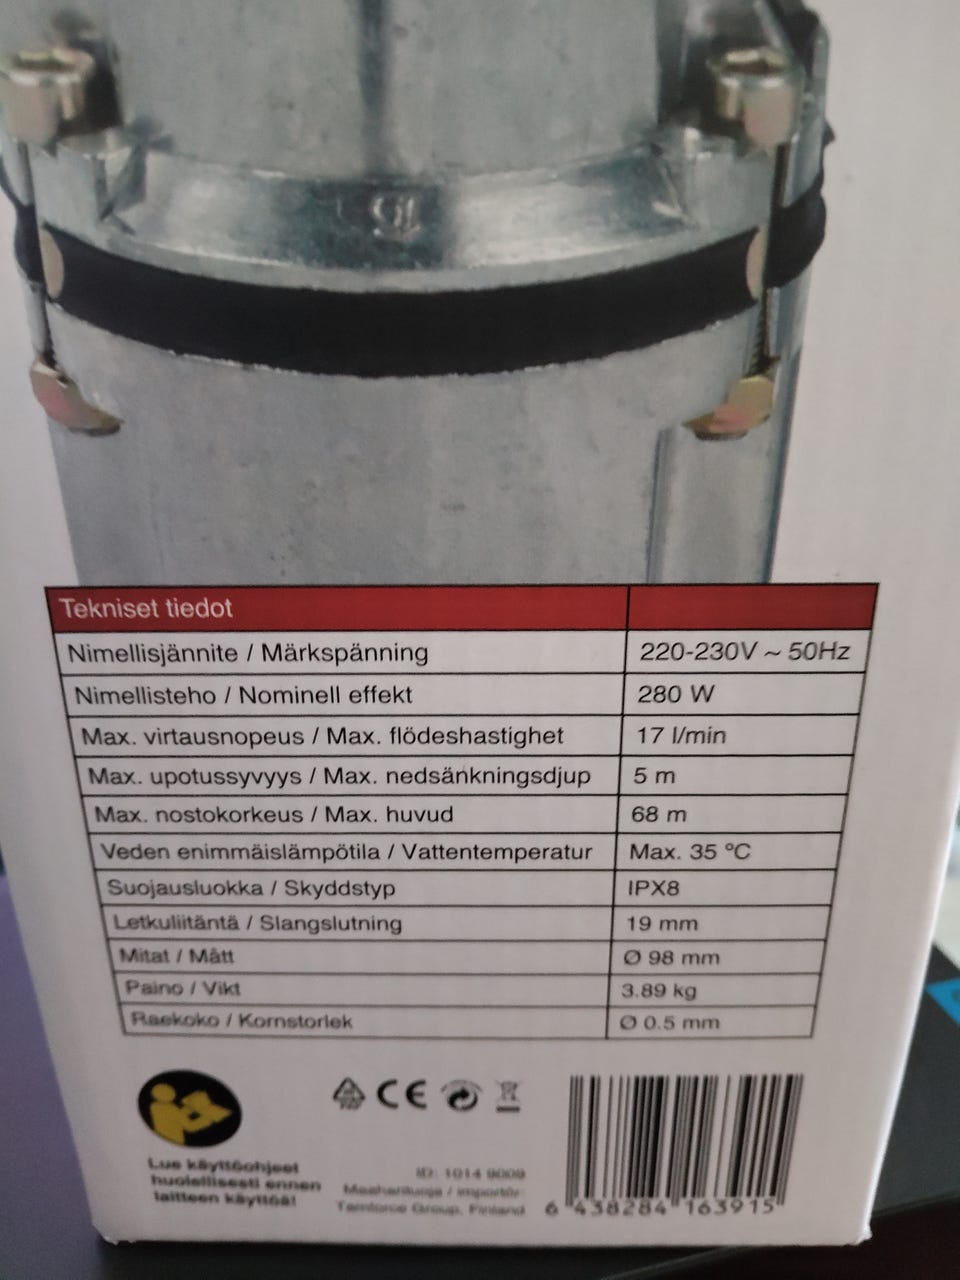 Tekniset tiedot
Nimellisjännite / Märkspänning 220-230V ~ 50Hz
Nimellisteho / Nominell effekt 280 W
Max. virtausnopeus / Max. flödeshastighet 17 l/min
Max. upotussyvyys / Max. nedsänkningsdjup 5 m
Max. nostokorkeus / Max. huvud 68 m
Veden enimmäislämpötila / Vattentemperatur Max. 35 °C
Suojausluokka / Skyddstyp IPX8
Letkuliitäntä / Slangslutning 19 mm
Mitat / Mått Ø 98 mm
Paino / Vikt 3.89 kg
Raekoko / Kornstorlek Ø 0.5 mm
CE
Lue käyttöohjeet
huolellisesti ennen
laitteen käyttöä!
ID: 1014 9009
Maahantuoja / importör:
Tamforce Group, Finland
6 438284 163915